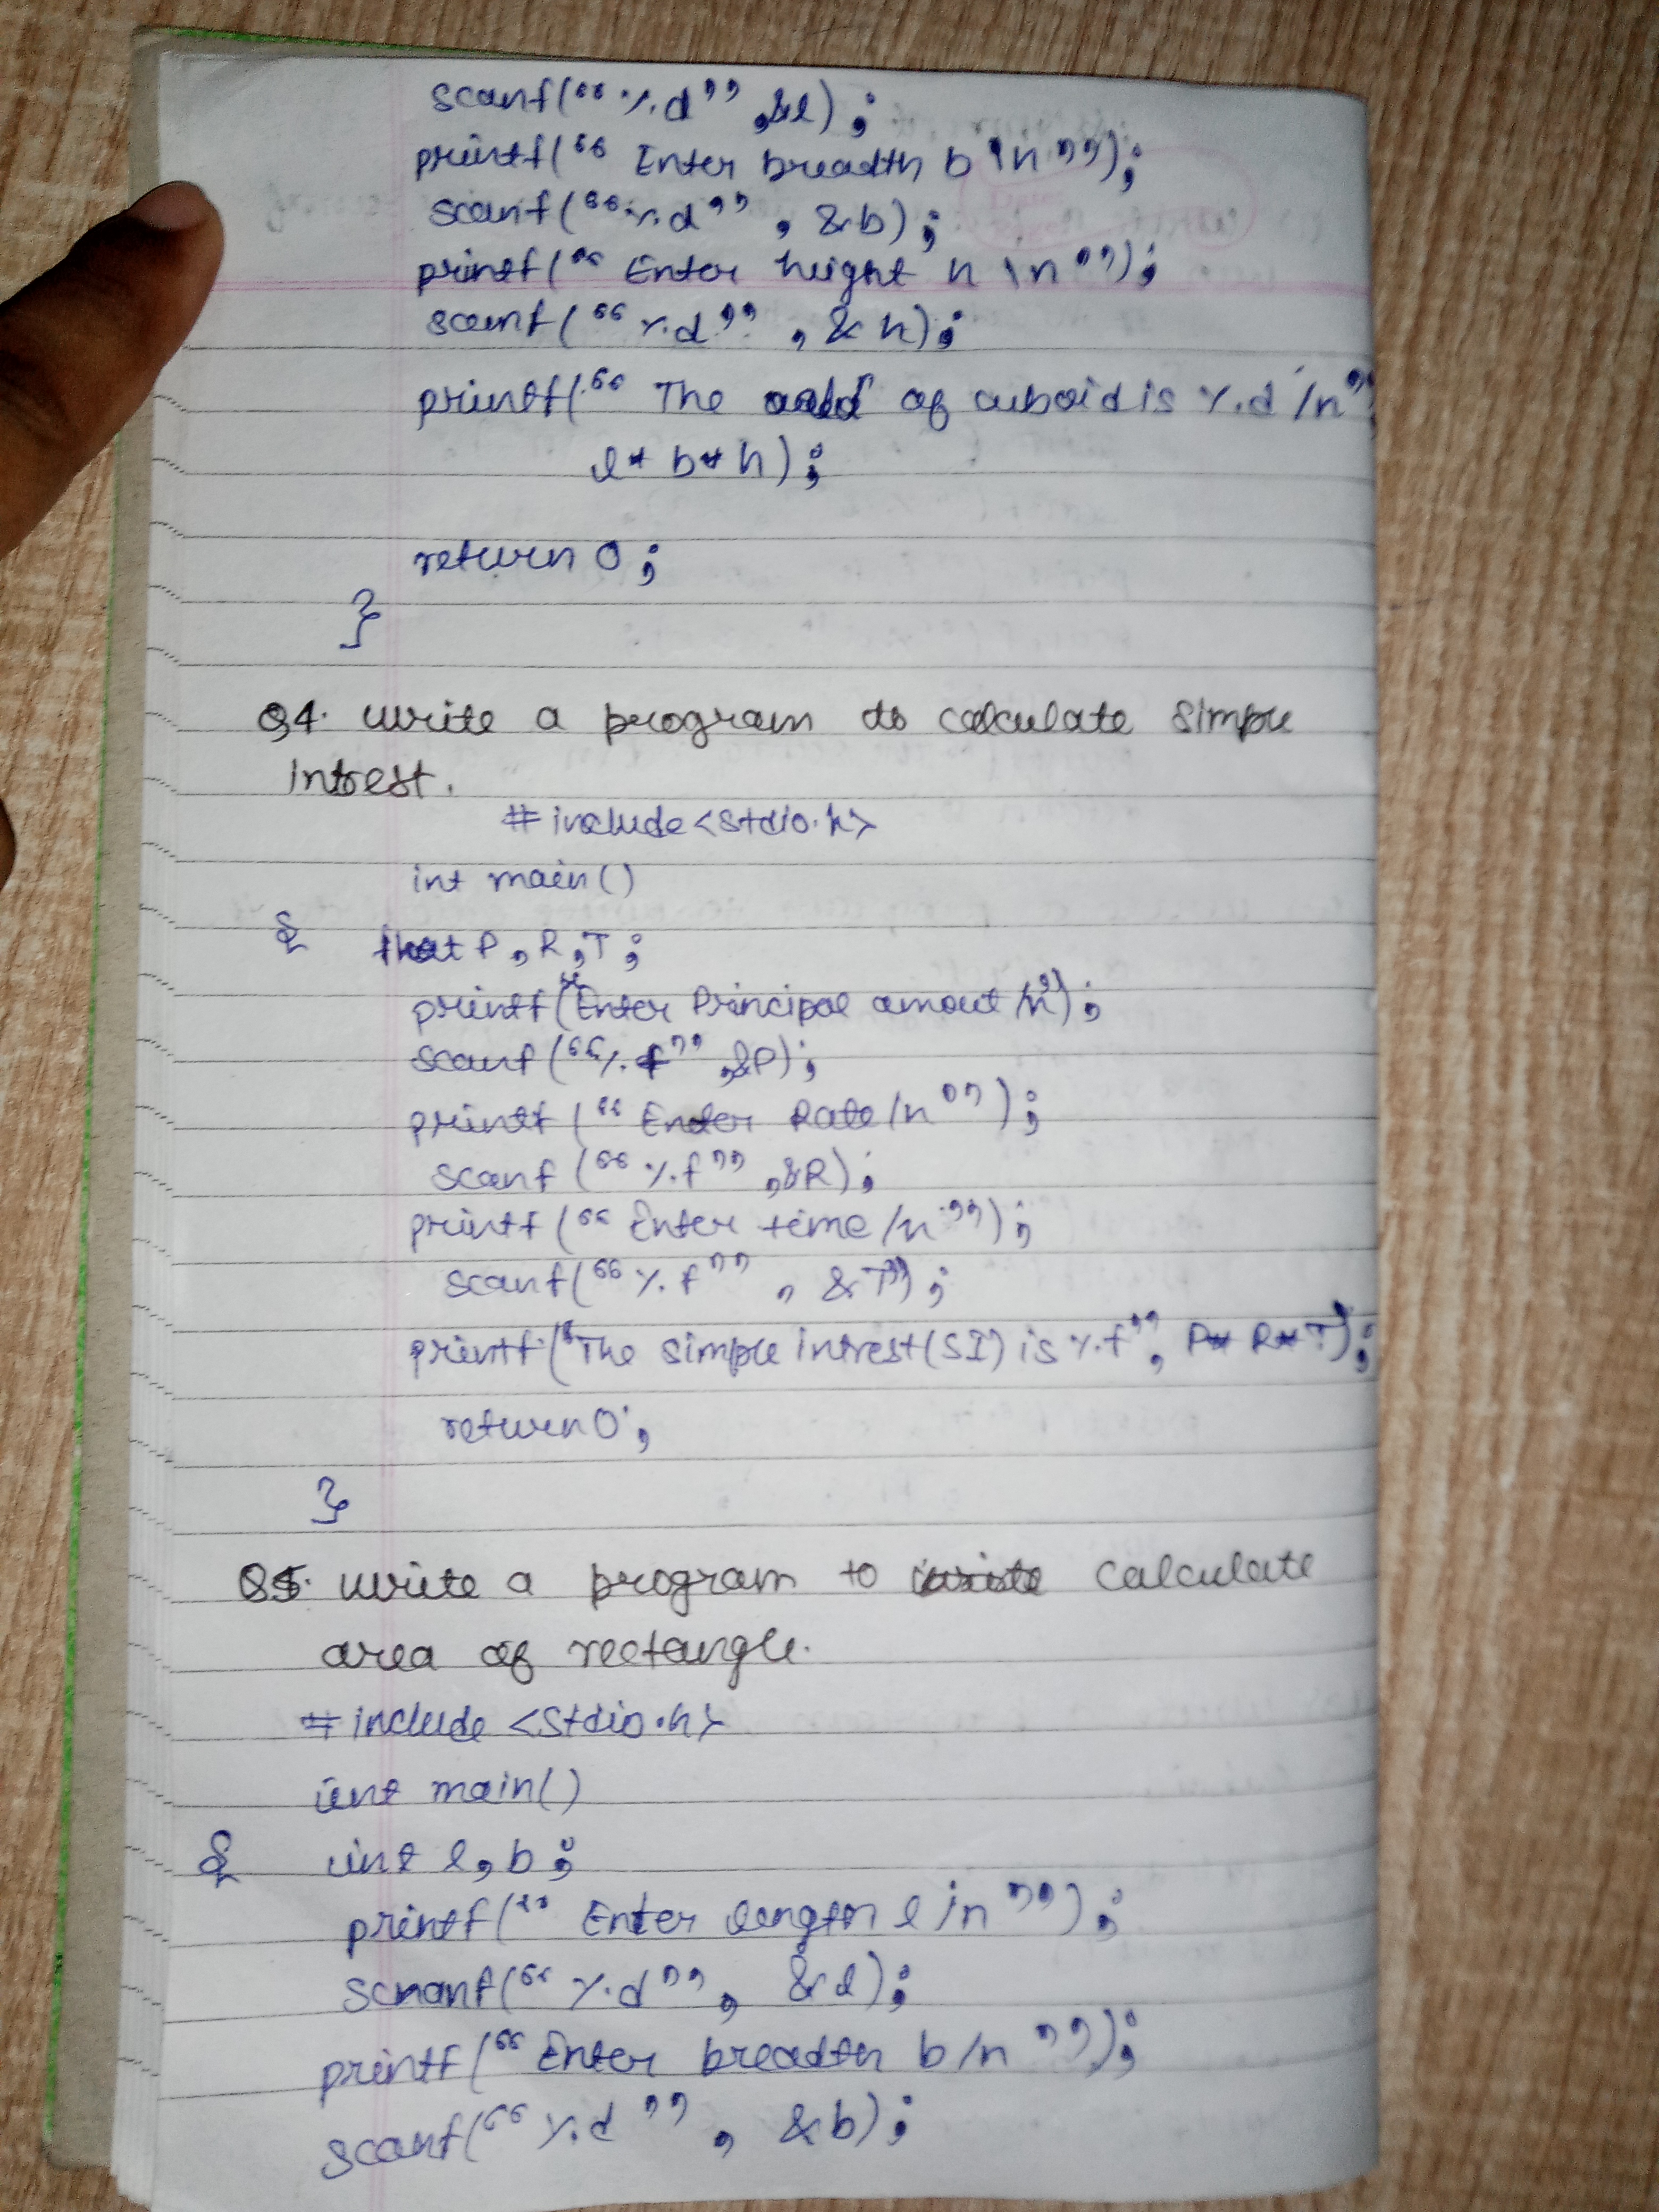 scanf("%d", &l);
printf("Enter breadth b \n");
scanf("%d", &b);
printf("Enter height h \n");
scanf("%d", &h);
printf("The of cuboid is %d /n"
l* b* h);
return 0;
}
Q4. Write a program to calculate simple
intrest.
#include<stdio.h>
int main()
{ P, R, T;
printf("Enter Principal amout /n");
scanf("%f", &P);
printf("Enter Rate /n");
scanf("%f", &R);
printf("Enter time /n");
scanf("%f", &T");
printf("The simple intrest(SI) is %f", P* R* T);
return 0;
}
Q5. Write a program to calculate
area of rectangle.
#include <stdio.h>
int main()
{ int l, b;
printf("Enter length l /n");
scnanf("%d", &l);
printf("Enter breadth b /n");
scanf("%d", &b);